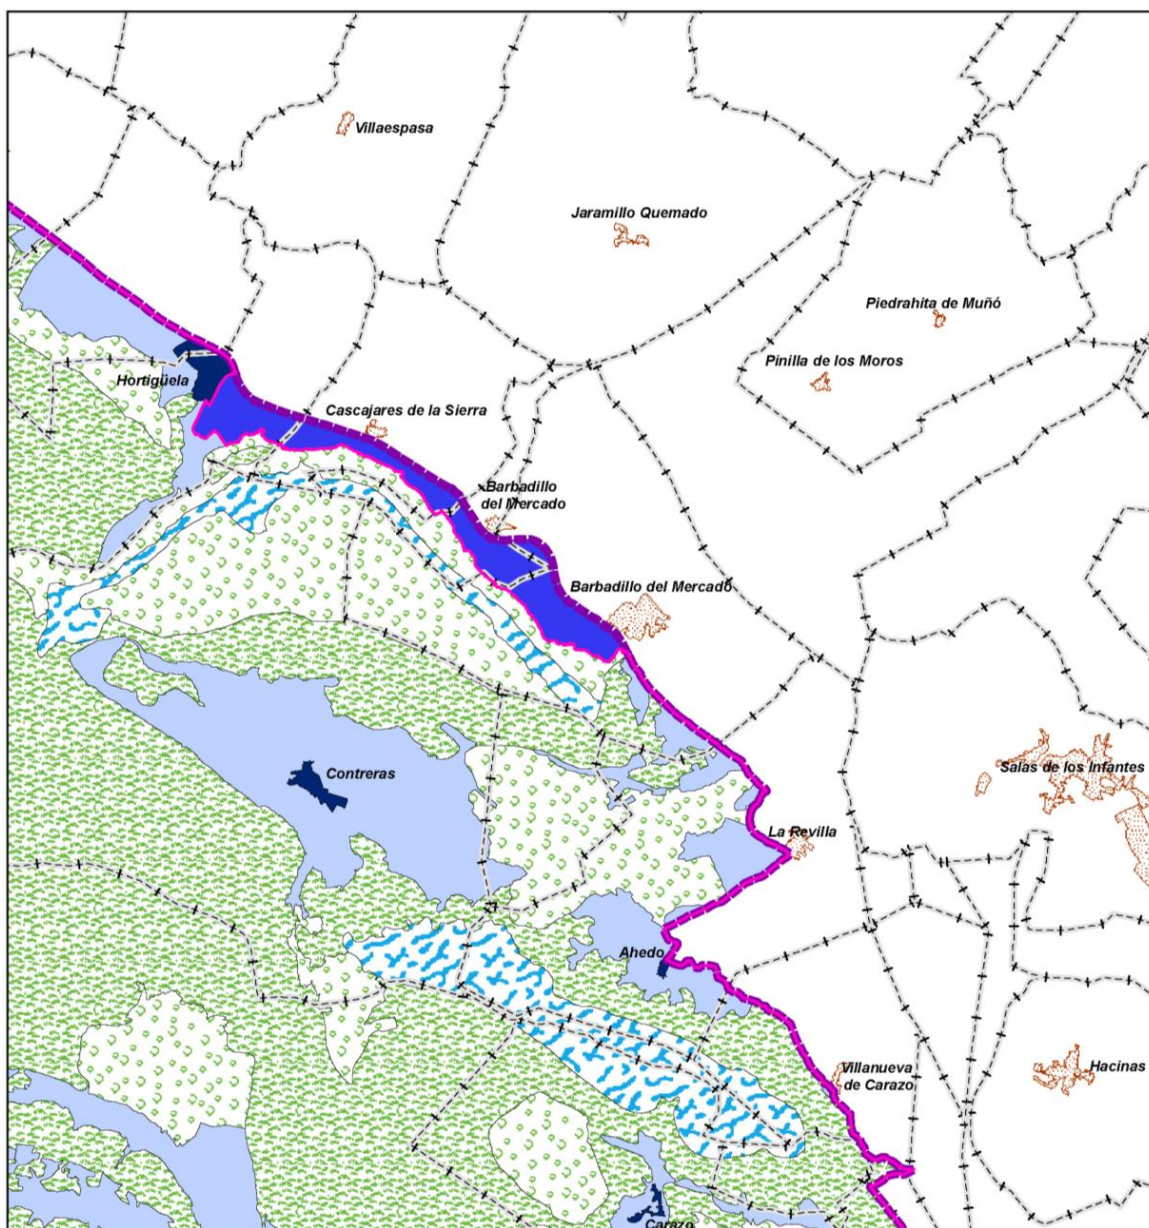 Villaespasa
Jaramillo Quemado
Piedrahita de Muñó
Pinilla de los Moros
Hortigüela
Cascajares de la Sierra
Barbadillo
del Mercado
Barbadillo del Mercado
Salas de los Infantes
Contreras
La Revilla
Ahedo
Villanueva
de Carazo
Hacinas
Carazo